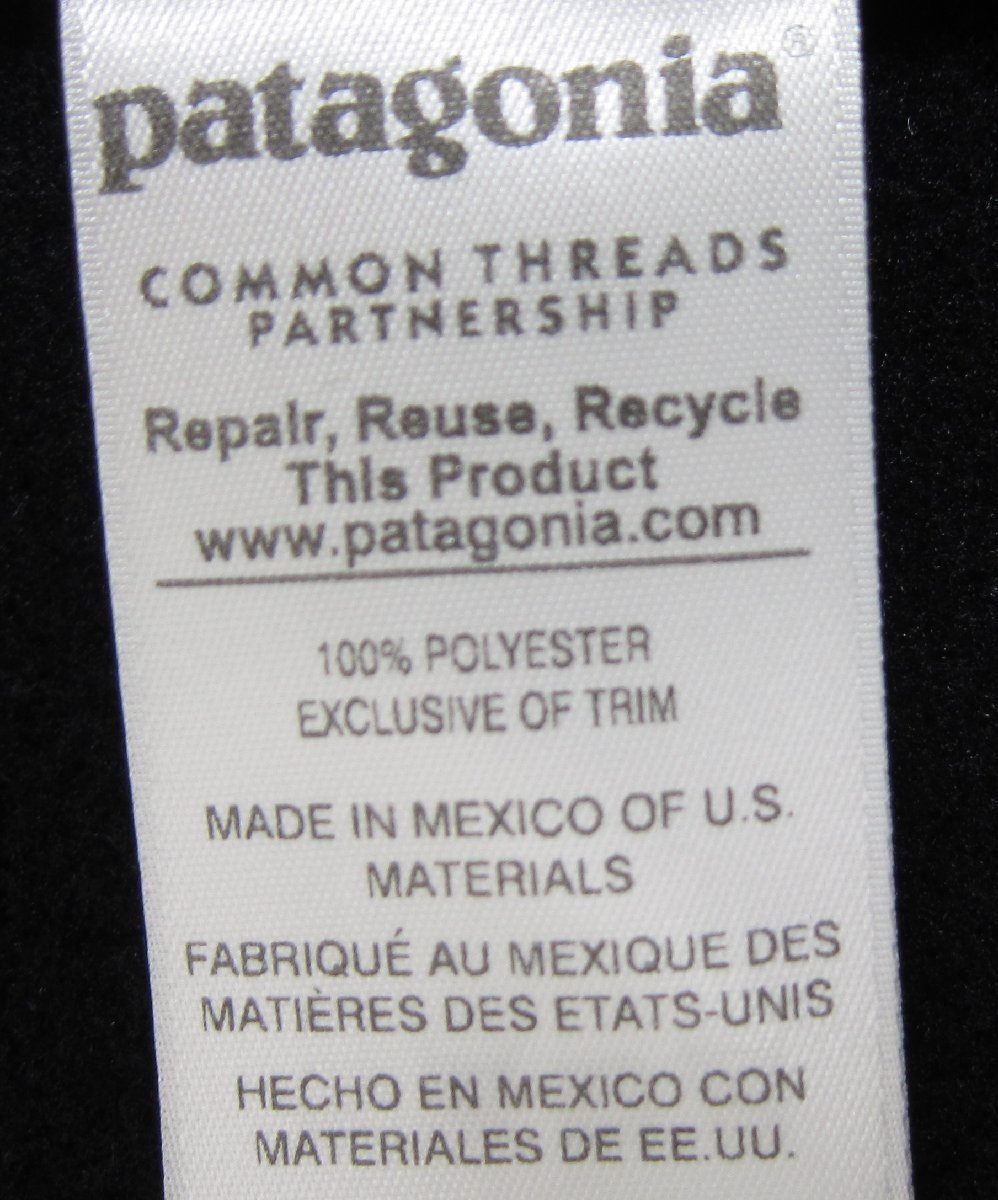 patagonia®
COMMON THREADS
PARTNERSHIP
Repair, Reuse, Recycle
This Product
www.patagonia.com
100% POLYESTER
EXCLUSIVE OF TRIM
MADE IN MEXICO OF U.S.
MATERIALS
FABRIQUÉ AU MEXIQUE DES
MATIÈRES DES ETATS-UNIS
HECHO EN MEXICO CON
MATERIALES DE EE.UU.